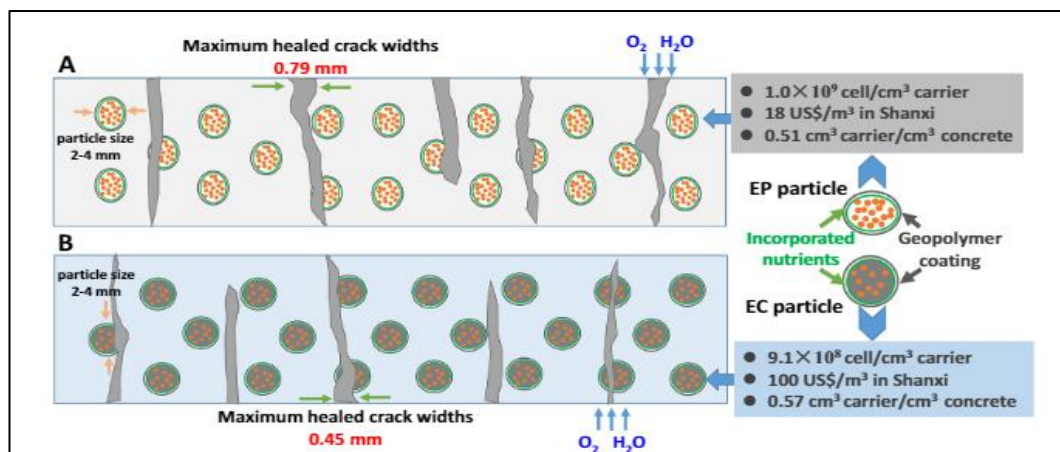 Maximum healed crack widths
0.79 mm
O₂ H₂O
A
particle size
2-4 mm
● 1.0×10⁹ cell/cm³ carrier
● 18 US$/m³ in Shanxi
● 0.51 cm³ carrier/cm³ concrete
EP particle
Incorporated
nutrients
Geopolymer
coating
EC particle
B
particle size
2-4 mm
● 9.1×10⁸ cell/cm³ carrier
● 100 US$/m³ in Shanxi
● 0.57 cm³ carrier/cm³ concrete
Maximum healed crack widths
0.45 mm
O₂ H₂O